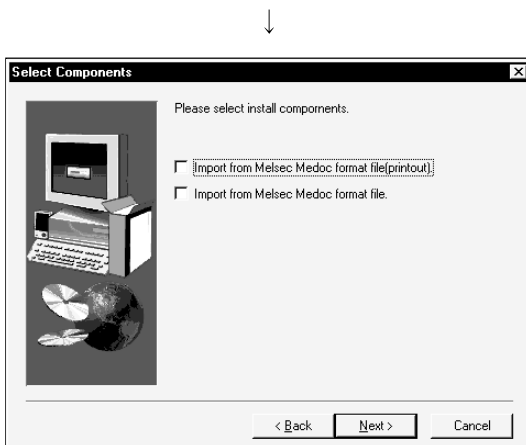 ↓
Select Components
Please select install compornents.
Import from Melsec Medoc format file(printout).
Import from Melsec Medoc format file.
< Back
Next >
Cancel